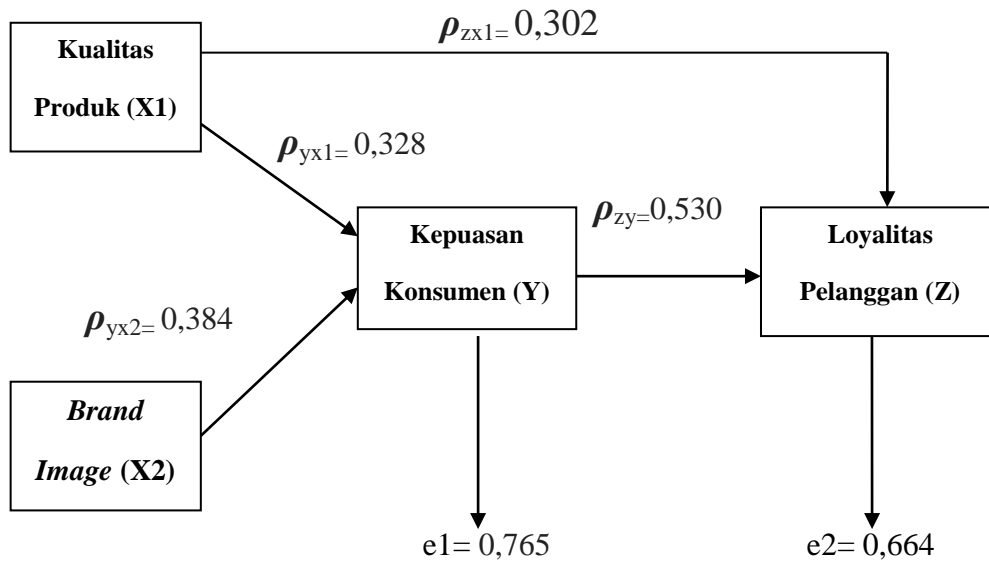 ρzx1= 0,302
Kualitas
Produk (X1)
ρyx1= 0,328
Kepuasan
Konsumen (Y)
ρzy=0,530
Loyalitas
Pelanggan (Z)
ρyx2= 0,384
Brand
Image (X2)
e1= 0,765
e2= 0,664